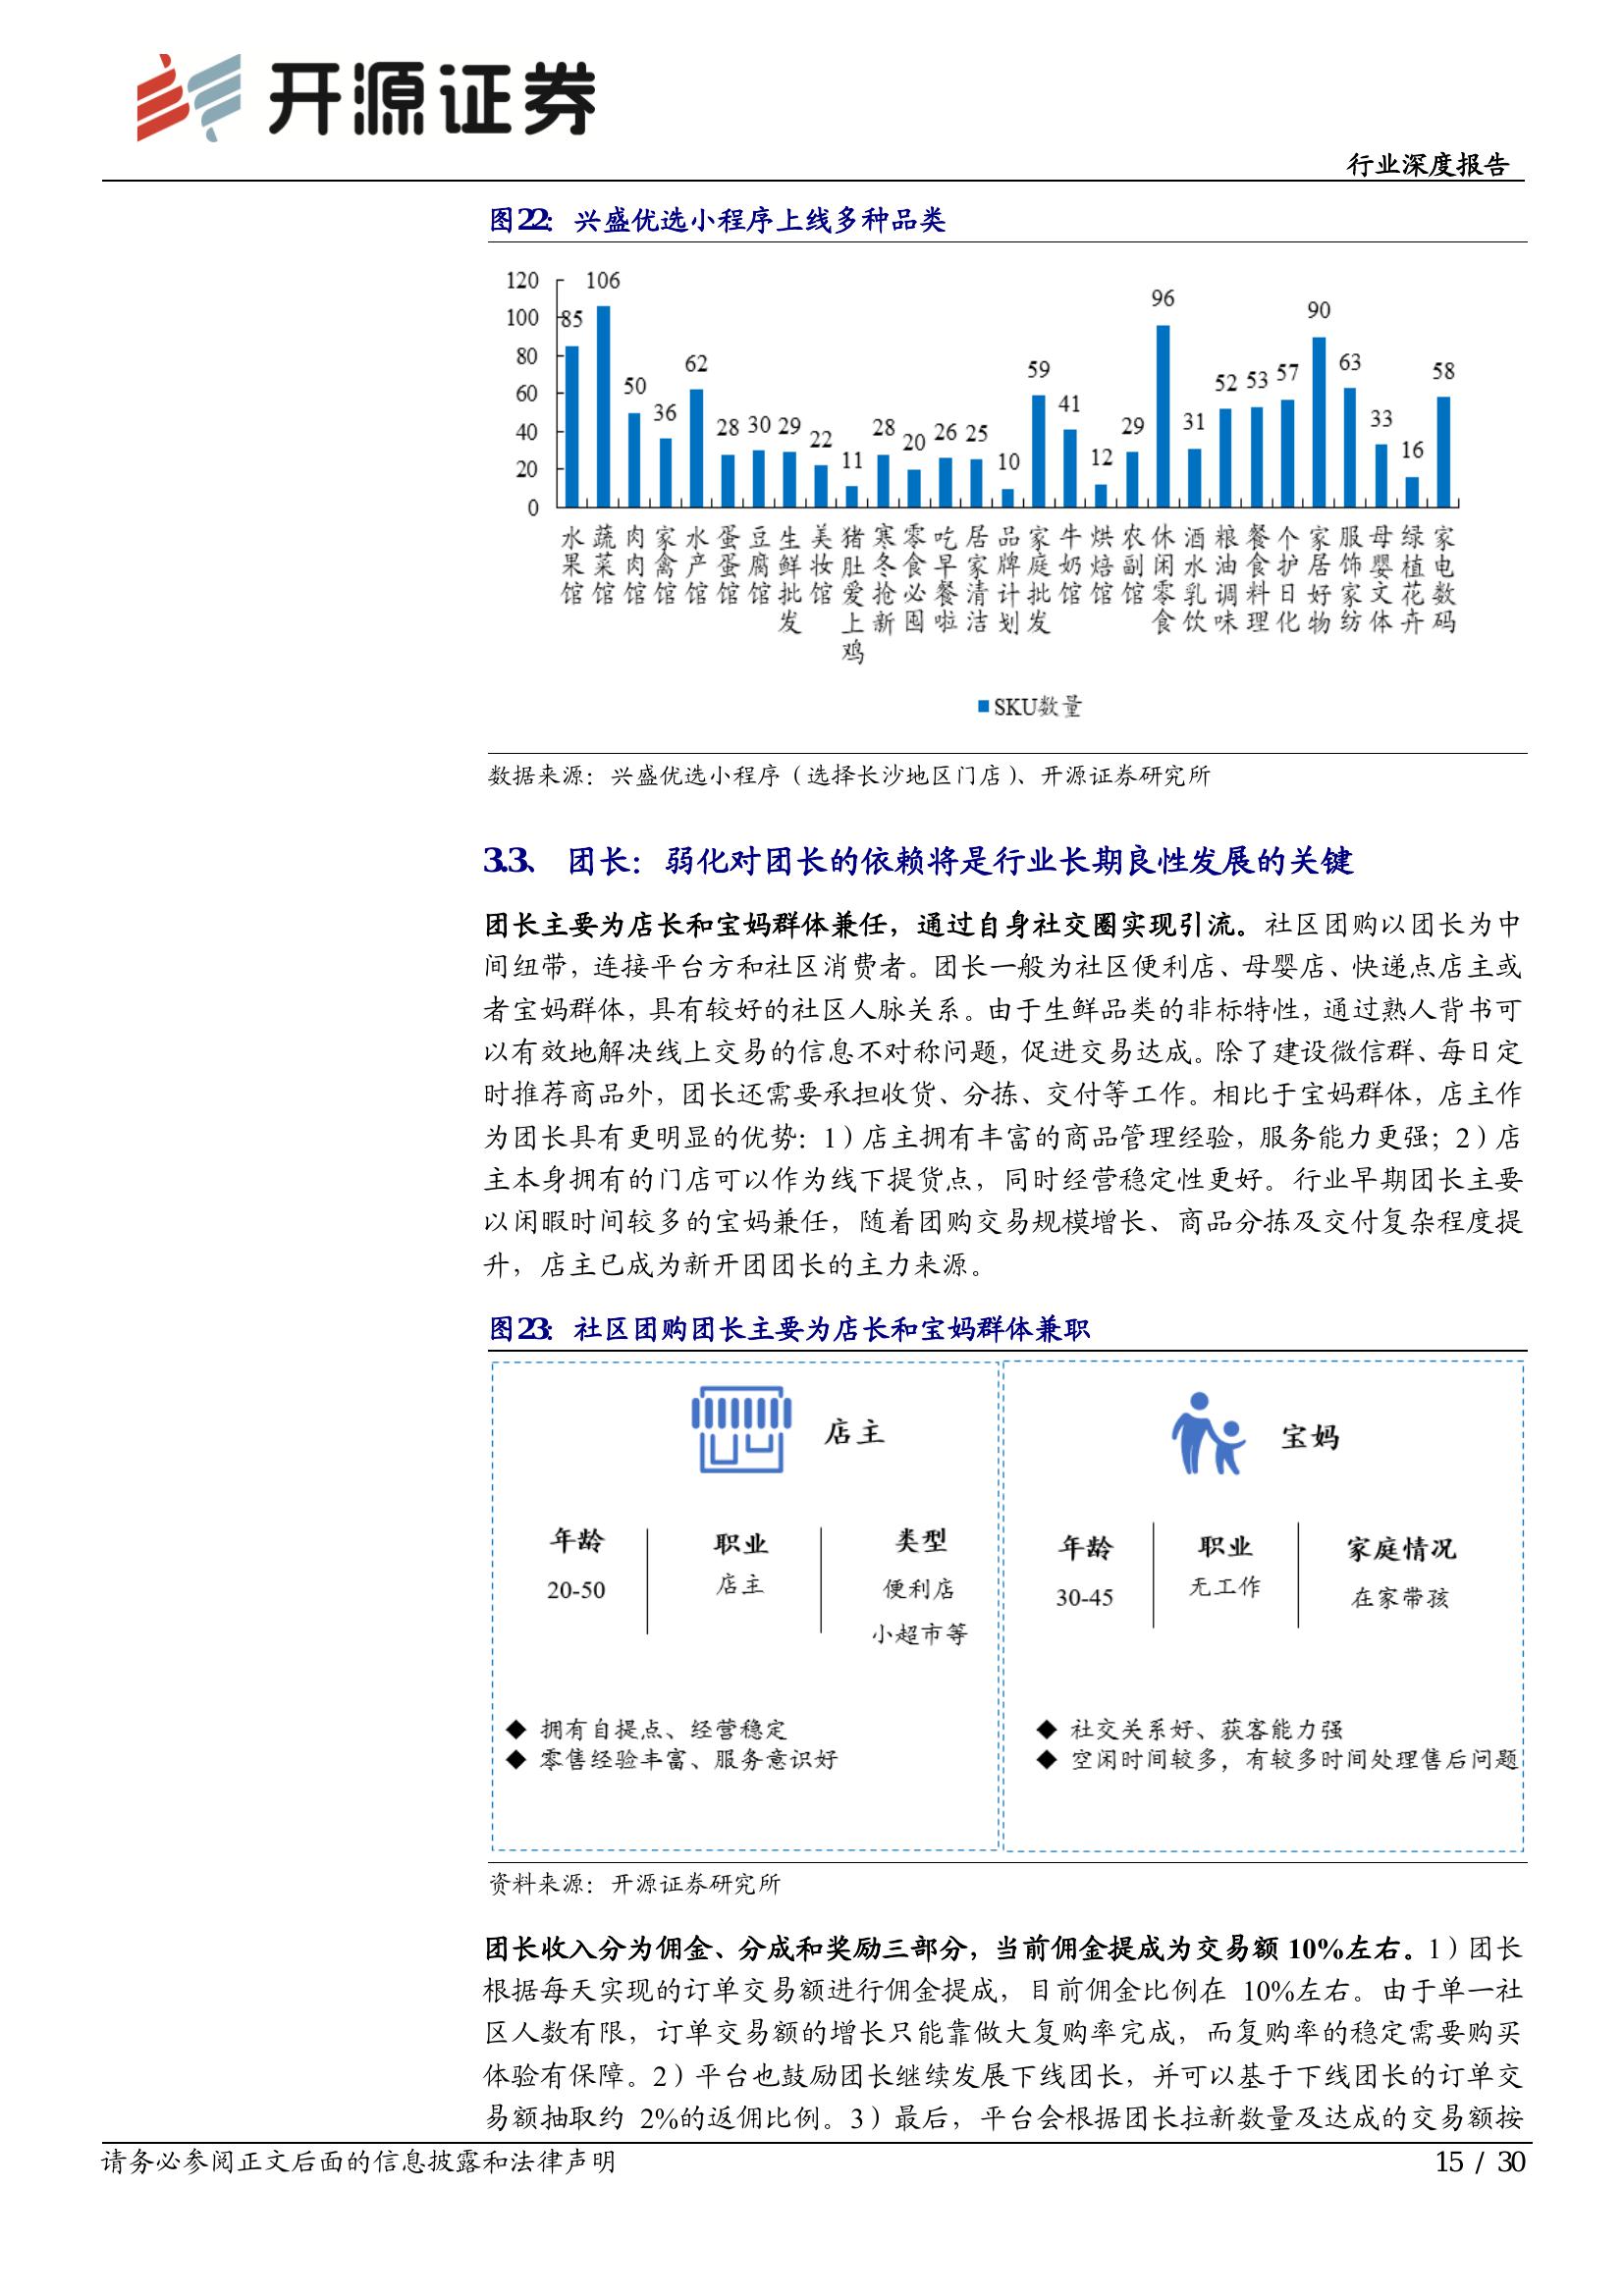 开源证券
行业深度报告
图22：兴盛优选小程序上线多种品类
120
100
80
60
40
20
0
85
106
50
36
62
28
30
29
22
11
28
20
26
25
10
59
41
12
29
96
31
52
53
57
90
63
33
16
58
水果馆
蔬菜馆
肉肉馆
家禽馆
水产馆
蛋蛋馆
豆腐馆
生鲜批发
美妆馆
猪肚爱上鸡
寒冬抢新
零食必囤
吃早餐啦
居家清洁
品牌计划
家庭批发
牛奶馆
烘焙馆
农副馆
休闲零食
酒水乳饮
粮油调味
餐食料理
个护日化
家居好物
服饰家纺
母婴文体
绿植花卉
家电数码
SKU数量
数据来源：兴盛优选小程序（选择长沙地区门店）、开源证券研究所
3.3、 团长：弱化对团长的依赖将是行业长期良性发展的关键
团长主要为店长和宝妈群体兼任，通过自身社交圈实现引流。社区团购以团长为中
间纽带，连接平台方和社区消费者。团长一般为社区便利店、母婴店、快递点店主或
者宝妈群体，具有较好的社区人脉关系。由于生鲜品类的非标特性，通过熟人背书可
以有效地解决线上交易的信息不对称问题，促进交易达成。除了建设微信群、每日定
时推荐商品外，团长还需要承担收货、分拣、交付等工作。相比于宝妈群体，店主作
为团长具有更明显的优势：1）店主拥有丰富的商品管理经验，服务能力更强；2）店
主本身拥有的门店可以作为线下提货点，同时经营稳定性更好。行业早期团长主要
以闲暇时间较多的宝妈兼任，随着团购交易规模增长、商品分拣及交付复杂程度提
升，店主已成为新开团团长的主力来源。
图23：社区团购团长主要为店长和宝妈群体兼职
店主
年龄
20-50
职业
店主
类型
便利店
小超市等
◆ 拥有自提点、经营稳定
◆ 零售经验丰富、服务意识好
宝妈
年龄
30-45
职业
无工作
家庭情况
在家带孩
◆ 社交关系好、获客能力强
◆ 空闲时间较多，有较多时间处理售后问题
资料来源：开源证券研究所
团长收入分为佣金、分成和奖励三部分，当前佣金提成为交易额 10%左右。1）团长
根据每天实现的订单交易额进行佣金提成，目前佣金比例在 10%左右。由于单一社
区人数有限，订单交易额的增长只能靠做大复购率完成，而复购率的稳定需要购买
体验有保障。2）平台也鼓励团长继续发展下线团长，并可以基于下线团长的订单交
易额抽取约 2%的返佣比例。3）最后，平台会根据团长拉新数量及达成的交易额按
请务必参阅正文后面的信息披露和法律声明
15 / 30